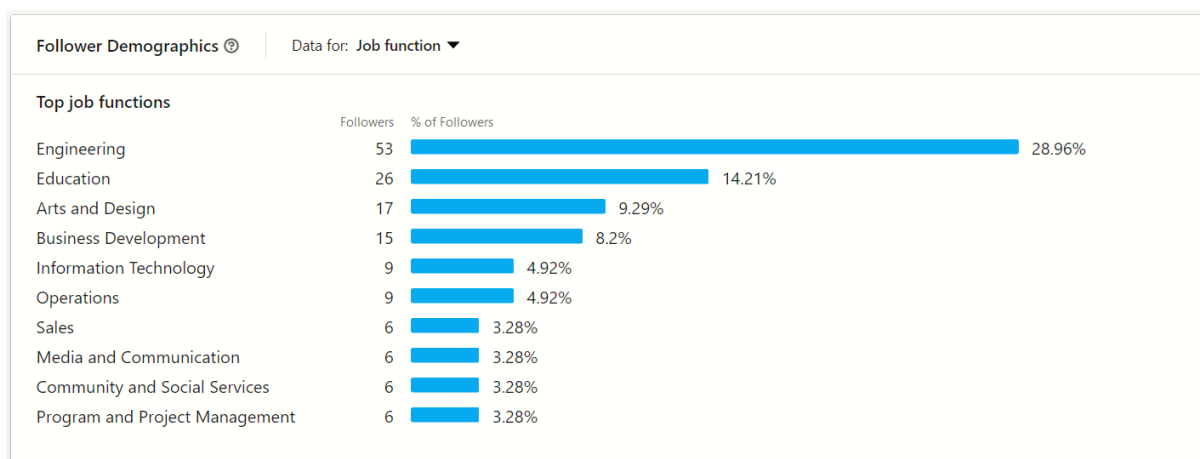 Follower Demographics ? Data for: Job function
Top job functions
Followers % of Followers
Engineering 53 28.96%
Education 26 14.21%
Arts and Design 17 9.29%
Business Development 15 8.2%
Information Technology 9 4.92%
Operations 9 4.92%
Sales 6 3.28%
Media and Communication 6 3.28%
Community and Social Services 6 3.28%
Program and Project Management 6 3.28%